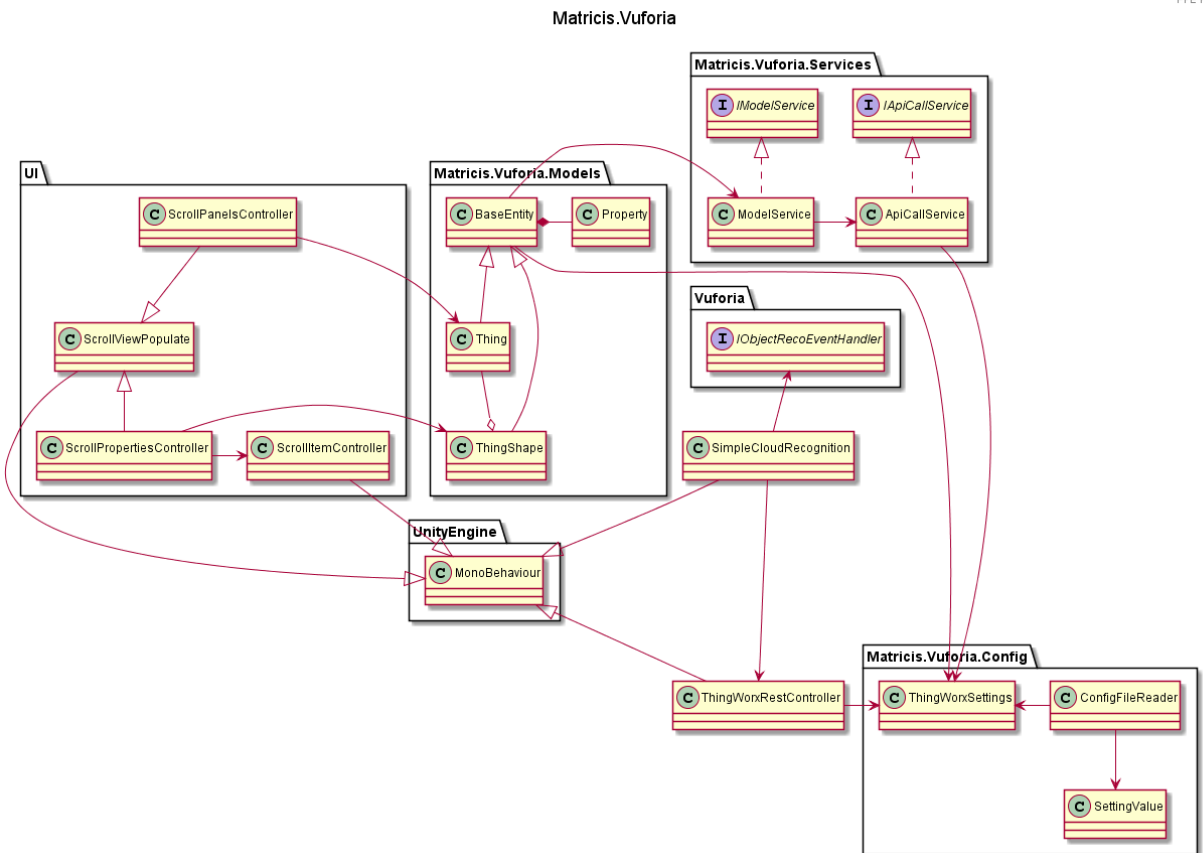 Matricis.Vuforia
Matricis.Vuforia.Services
I IModelService
I IApiCallService
C ModelService
C ApiCallService
UI
C ScrollPanelsController
C ScrollViewPopulate
C ScrollPropertiesController
C ScrollItemController
Matricis.Vuforia.Models
C BaseEntity
C Property
C Thing
C ThingShape
Vuforia
I IObjectRecoEventHandler
C SimpleCloudRecognition
UnityEngine
C MonoBehaviour
C ThingWorxRestController
Matricis.Vuforia.Config
C ThingWorxSettings
C ConfigFileReader
C SettingValue